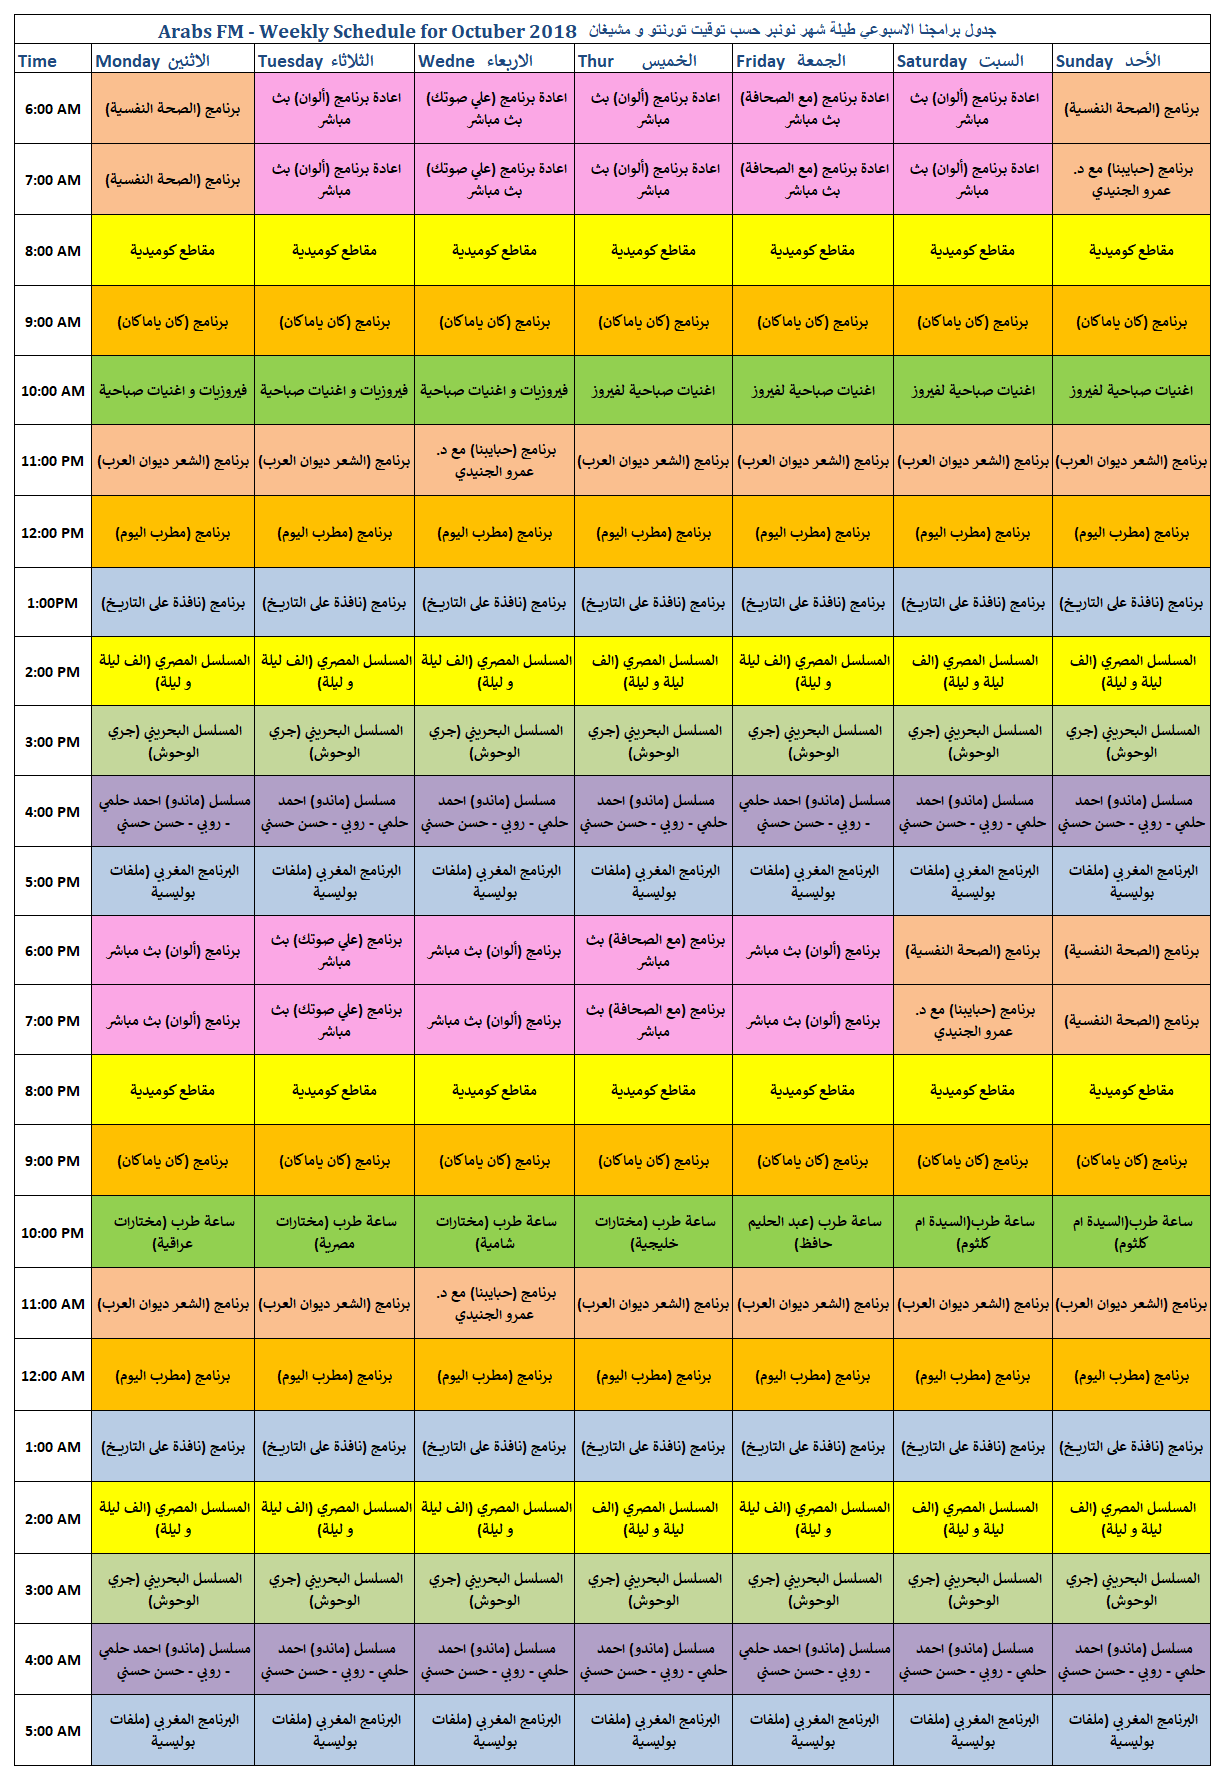 Arabs FM - Weekly Schedule for Octuber 2018 جدول برامجنا الاسبوعي طيلة شهر نونبر حسب توقيت تورنتو و مشيغان
Time Monday الاثنين Tuesday الثلاثاء Wedne الاربعاء Thur الخميس Friday الجمعة Saturday السبت Sunday الأحد
6:00 AM برنامج (الصحة النفسية) اعادة برنامج (ألوان) بث مباشر اعادة برنامج (علي صوتك) بث مباشر اعادة برنامج (ألوان) بث مباشر اعادة برنامج (مع الصحافة) بث مباشر اعادة برنامج (ألوان) بث مباشر برنامج (الصحة النفسية)
7:00 AM برنامج (الصحة النفسية) اعادة برنامج (ألوان) بث مباشر اعادة برنامج (علي صوتك) بث مباشر اعادة برنامج (ألوان) بث مباشر اعادة برنامج (مع الصحافة) بث مباشر اعادة برنامج (ألوان) بث مباشر برنامج (حبايبنا) مع د. عمرو الجنيدي
8:00 AM مقاطع كوميدية مقاطع كوميدية مقاطع كوميدية مقاطع كوميدية مقاطع كوميدية مقاطع كوميدية مقاطع كوميدية
9:00 AM برنامج (كان ياماكان) برنامج (كان ياماكان) برنامج (كان ياماكان) برنامج (كان ياماكان) برنامج (كان ياماكان) برنامج (كان ياماكان) برنامج (كان ياماكان)
10:00 AM فيروزيات و اغنيات صباحية فيروزيات و اغنيات صباحية فيروزيات و اغنيات صباحية اغنيات صباحية لفيروز اغنيات صباحية لفيروز اغنيات صباحية لفيروز اغنيات صباحية لفيروز
11:00 PM برنامج (الشعر ديوان العرب) برنامج (الشعر ديوان العرب) برنامج (حبايبنا) مع د. عمرو الجنيدي برنامج (الشعر ديوان العرب) برنامج (الشعر ديوان العرب) برنامج (الشعر ديوان العرب) برنامج (الشعر ديوان العرب)
12:00 PM برنامج (مطرب اليوم) برنامج (مطرب اليوم) برنامج (مطرب اليوم) برنامج (مطرب اليوم) برنامج (مطرب اليوم) برنامج (مطرب اليوم) برنامج (مطرب اليوم)
1:00PM برنامج (نافذة على التاريخ) برنامج (نافذة على التاريخ) برنامج (نافذة على التاريخ) برنامج (نافذة على التاريخ) برنامج (نافذة على التاريخ) برنامج (نافذة على التاريخ) برنامج (نافذة على التاريخ)
2:00 PM المسلسل المصري (الف ليلة و ليلة) المسلسل المصري (الف ليلة و ليلة) المسلسل المصري (الف ليلة و ليلة) المسلسل المصري (الف ليلة و ليلة) المسلسل المصري (الف ليلة و ليلة) المسلسل المصري (الف ليلة و ليلة) المسلسل المصري (الف ليلة و ليلة)
3:00 PM المسلسل البحريني (جري الوحوش) المسلسل البحريني (جري الوحوش) المسلسل البحريني (جري الوحوش) المسلسل البحريني (جري الوحوش) المسلسل البحريني (جري الوحوش) المسلسل البحريني (جري الوحوش) المسلسل البحريني (جري الوحوش)
4:00 PM مسلسل (ماندو) احمد حلمي - روبي - حسن حسني مسلسل (ماندو) احمد حلمي - روبي - حسن حسني مسلسل (ماندو) احمد حلمي - روبي - حسن حسني مسلسل (ماندو) احمد حلمي - روبي - حسن حسني مسلسل (ماندو) احمد حلمي - روبي - حسن حسني مسلسل (ماندو) احمد حلمي - روبي - حسن حسني مسلسل (ماندو) احمد حلمي - روبي - حسن حسني
5:00 PM البرنامج المغربي (ملفات بوليسية البرنامج المغربي (ملفات بوليسية البرنامج المغربي (ملفات بوليسية البرنامج المغربي (ملفات بوليسية البرنامج المغربي (ملفات بوليسية البرنامج المغربي (ملفات بوليسية البرنامج المغربي (ملفات بوليسية
6:00 PM برنامج (ألوان) بث مباشر برنامج (علي صوتك) بث مباشر برنامج (ألوان) بث مباشر برنامج (مع الصحافة) بث مباشر برنامج (ألوان) بث مباشر برنامج (الصحة النفسية) برنامج (الصحة النفسية)
7:00 PM برنامج (ألوان) بث مباشر برنامج (علي صوتك) بث مباشر برنامج (ألوان) بث مباشر برنامج (مع الصحافة) بث مباشر برنامج (ألوان) بث مباشر برنامج (حبايبنا) مع د. عمرو الجنيدي برنامج (الصحة النفسية)
8:00 PM مقاطع كوميدية مقاطع كوميدية مقاطع كوميدية مقاطع كوميدية مقاطع كوميدية مقاطع كوميدية مقاطع كوميدية
9:00 PM برنامج (كان ياماكان) برنامج (كان ياماكان) برنامج (كان ياماكان) برنامج (كان ياماكان) برنامج (كان ياماكان) برنامج (كان ياماكان) برنامج (كان ياماكان)
10:00 PM ساعة طرب (مختارات عراقية) ساعة طرب (مختارات مصرية) ساعة طرب (مختارات شامية) ساعة طرب (مختارات خليجية) ساعة طرب (عبد الحليم حافظ) ساعة طرب(السيدة ام كلثوم) ساعة طرب(السيدة ام كلثوم)
11:00 AM برنامج (الشعر ديوان العرب) برنامج (الشعر ديوان العرب) برنامج (حبايبنا) مع د. عمرو الجنيدي برنامج (الشعر ديوان العرب) برنامج (الشعر ديوان العرب) برنامج (الشعر ديوان العرب) برنامج (الشعر ديوان العرب)
12:00 AM برنامج (مطرب اليوم) برنامج (مطرب اليوم) برنامج (مطرب اليوم) برنامج (مطرب اليوم) برنامج (مطرب اليوم) برنامج (مطرب اليوم) برنامج (مطرب اليوم)
1:00 AM برنامج (نافذة على التاريخ) برنامج (نافذة على التاريخ) برنامج (نافذة على التاريخ) برنامج (نافذة على التاريخ) برنامج (نافذة على التاريخ) برنامج (نافذة على التاريخ) برنامج (نافذة على التاريخ)
2:00 AM المسلسل المصري (الف ليلة و ليلة) المسلسل المصري (الف ليلة و ليلة) المسلسل المصري (الف ليلة و ليلة) المسلسل المصري (الف ليلة و ليلة) المسلسل المصري (الف ليلة و ليلة) المسلسل المصري (الف ليلة و ليلة) المسلسل المصري (الف ليلة و ليلة)
3:00 AM المسلسل البحريني (جري الوحوش) المسلسل البحريني (جري الوحوش) المسلسل البحريني (جري الوحوش) المسلسل البحريني (جري الوحوش) المسلسل البحريني (جري الوحوش) المسلسل البحريني (جري الوحوش) المسلسل البحريني (جري الوحوش)
4:00 AM مسلسل (ماندو) احمد حلمي - روبي - حسن حسني مسلسل (ماندو) احمد حلمي - روبي - حسن حسني مسلسل (ماندو) احمد حلمي - روبي - حسن حسني مسلسل (ماندو) احمد حلمي - روبي - حسن حسني مسلسل (ماندو) احمد حلمي - روبي - حسن حسني مسلسل (ماندو) احمد حلمي - روبي - حسن حسني مسلسل (ماندو) احمد حلمي - روبي - حسن حسني
5:00 AM البرنامج المغربي (ملفات بوليسية البرنامج المغربي (ملفات بوليسية البرنامج المغربي (ملفات بوليسية البرنامج المغربي (ملفات بوليسية البرنامج المغربي (ملفات بوليسية البرنامج المغربي (ملفات بوليسية البرنامج المغربي (ملفات بوليسية